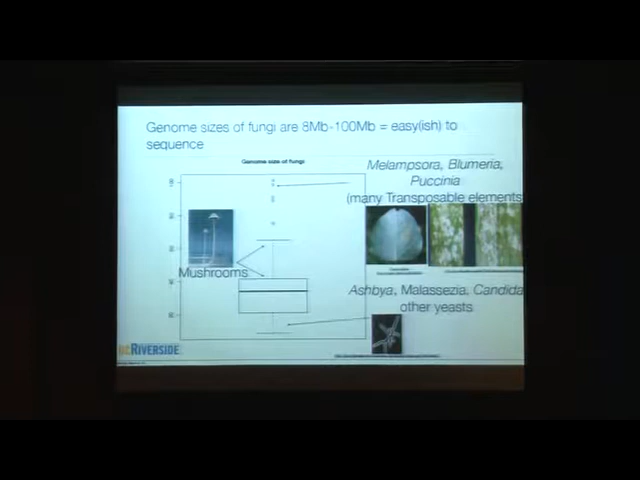 Genome sizes of fungi are 8Mb-100Mb = easy(ish) to
sequence
Genome size of fungi
Melampsora, Blumeria,
Puccinia
(many Transposable elements
Mushrooms
Ashbya, Malassezia, Candida
other yeasts
UCRIVERSIDE